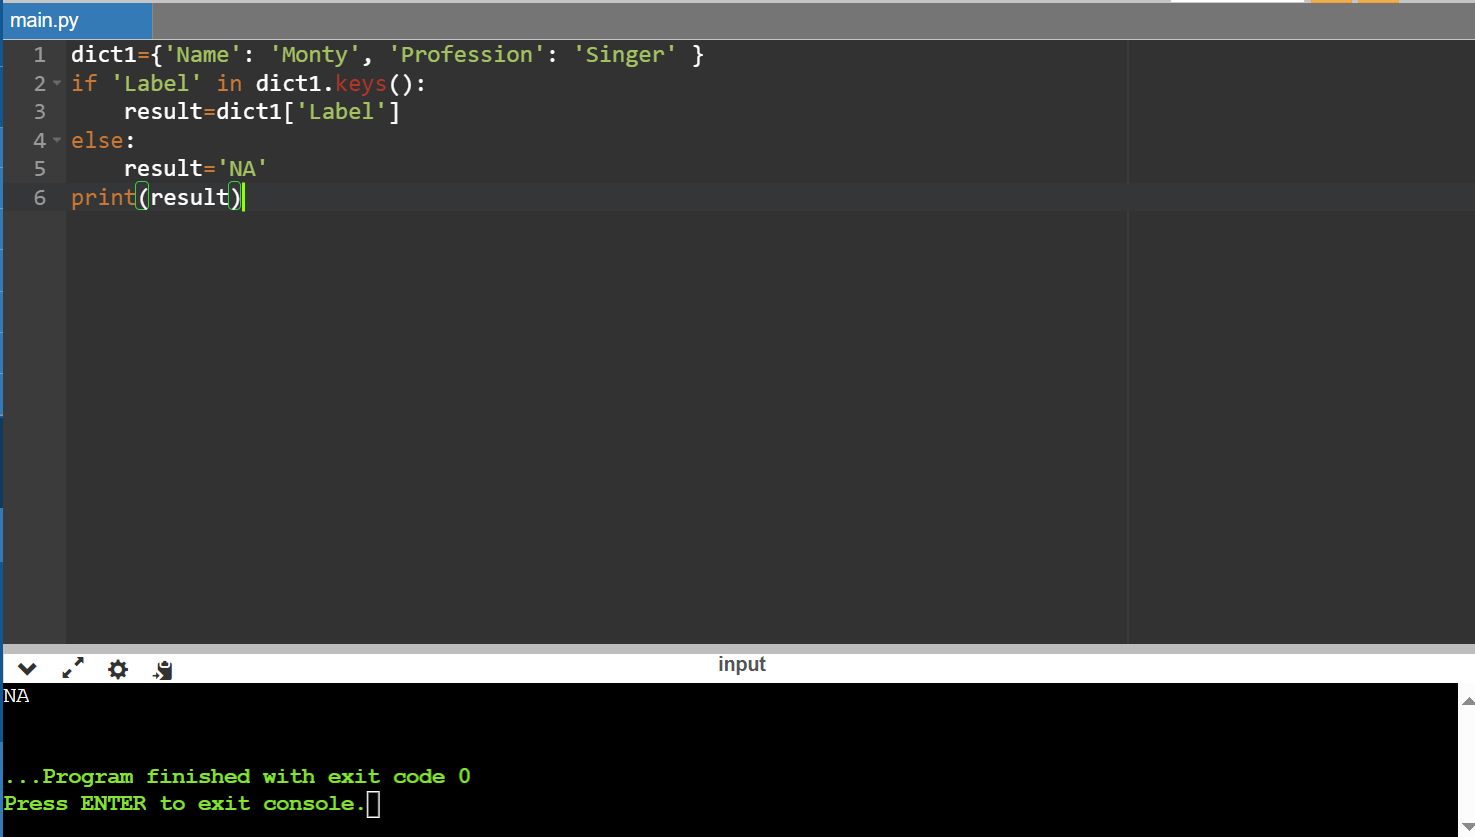 main.py
1 dict1={'Name': 'Monty', 'Profession': 'Singer' }
2 if 'Label' in dict1.keys():
3     result=dict1['Label']
4 else:
5     result='NA'
6 print(result)
input
NA
...Program finished with exit code 0
Press ENTER to exit console.